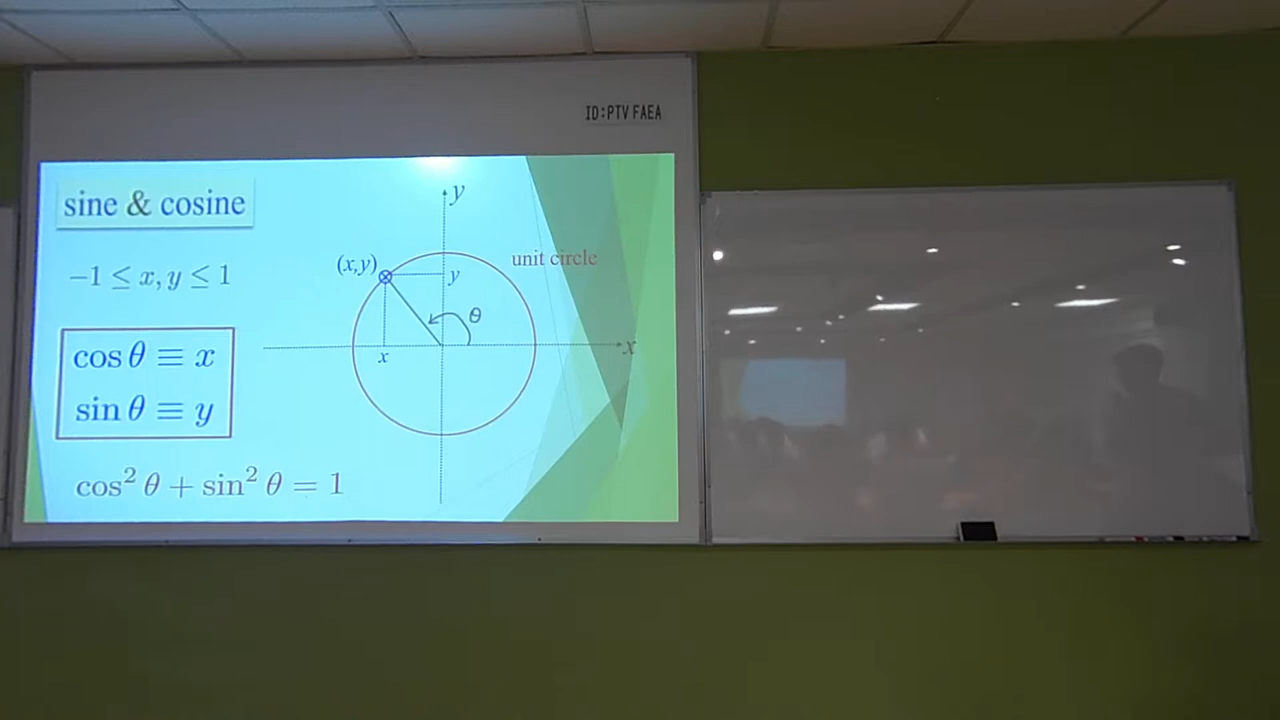 ID:PTV FAEA
sine & cosine
−1 ≤ x, y ≤ 1
cos θ ≡ x
sin θ ≡ y
cos² θ + sin² θ = 1
y
(x,y)
unit circle
y
θ
x
x